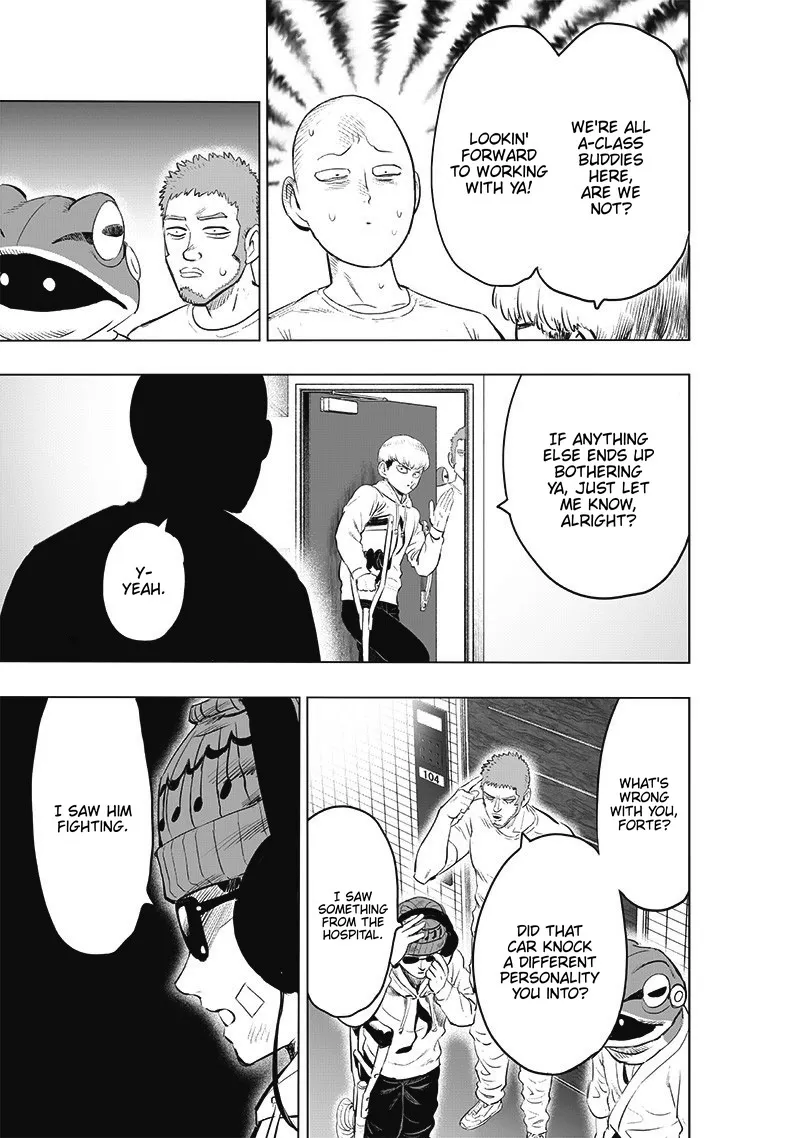 WE'RE ALL
A-CLASS
BUDDIES
HERE,
ARE WE
NOT?
LOOKIN'
FORWARD
TO WORKING
WITH YA!
IF ANYTHING
ELSE ENDS UP
BOTHERING
YA, JUST LET
ME KNOW,
ALRIGHT?
Y-
YEAH.
WHAT'S
WRONG
WITH YOU,
FORTE?
104
DID THAT
CAR KNOCK
A DIFFERENT
PERSONALITY
YOU INTO?
I SAW
SOMETHING
FROM THE
HOSPITAL.
I SAW HIM
FIGHTING.